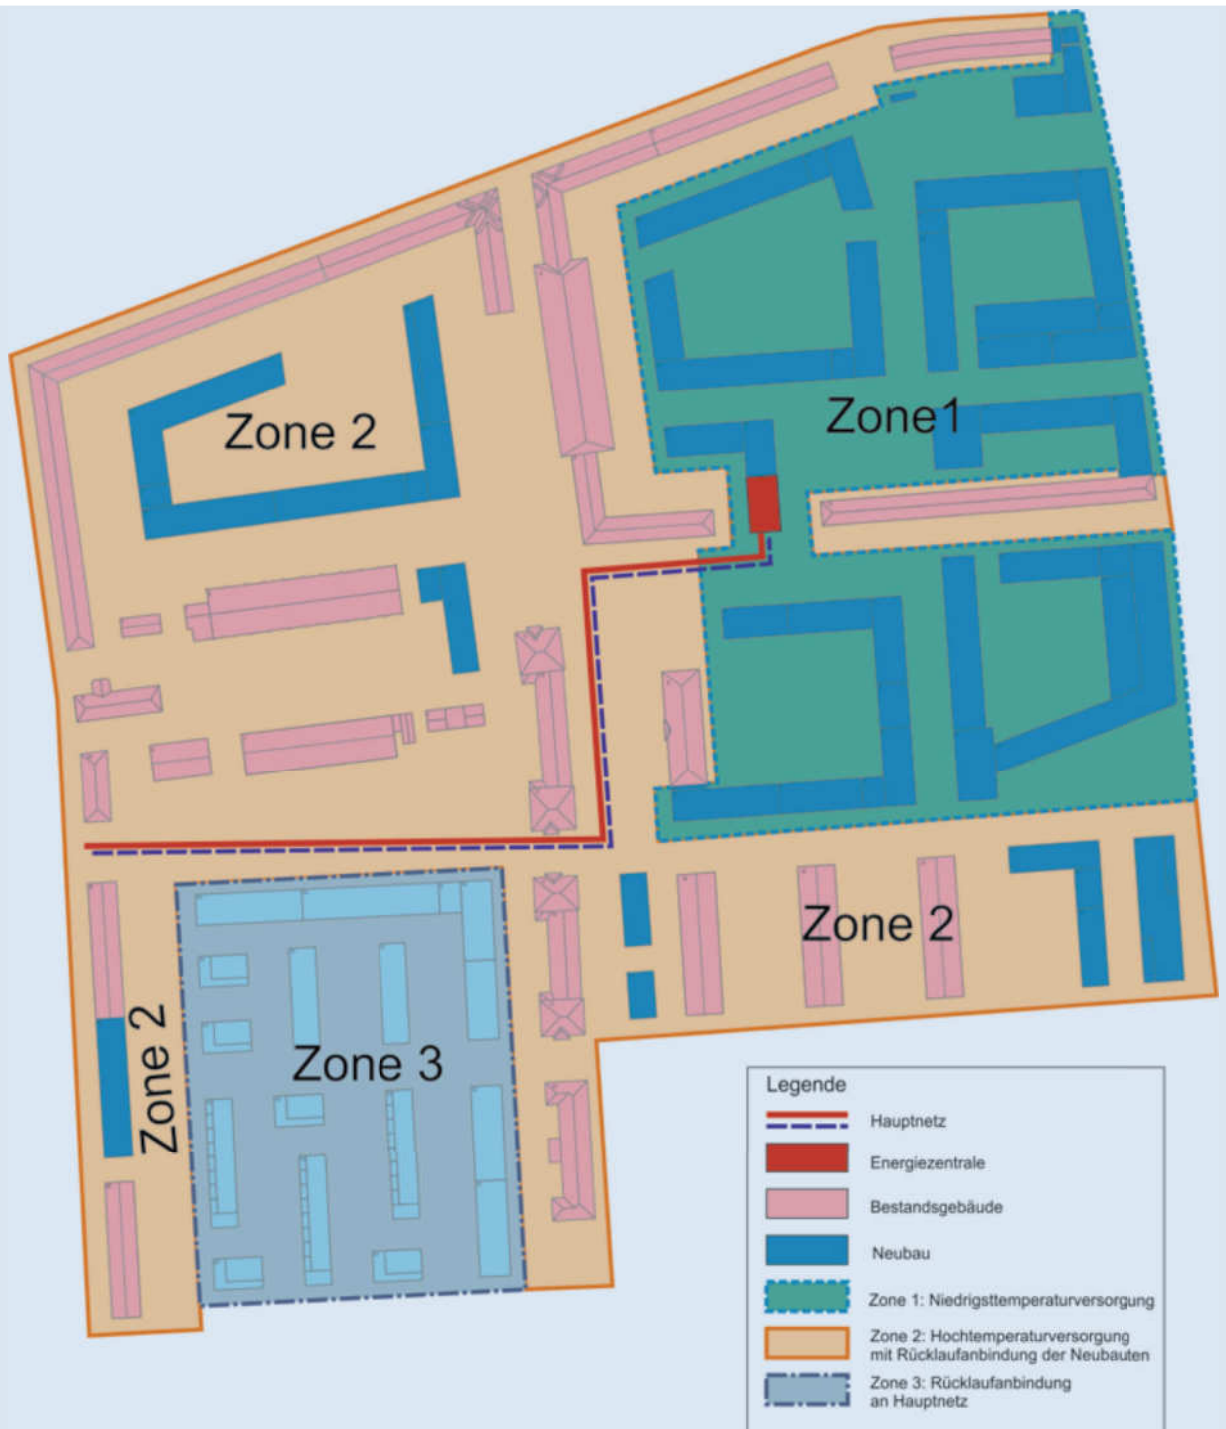 Zone 2
Zone1
Zone 2
Zone 2
Zone 3
Legende
Hauptnetz
Energiezentrale
Bestandsgebäude
Neubau
Zone 1: Niedrigsttemperaturversorgung
Zone 2: Hochtemperaturversorgung
mit Rücklaufanbindung der Neubauten
Zone 3: Rücklaufanbindung
an Hauptnetz